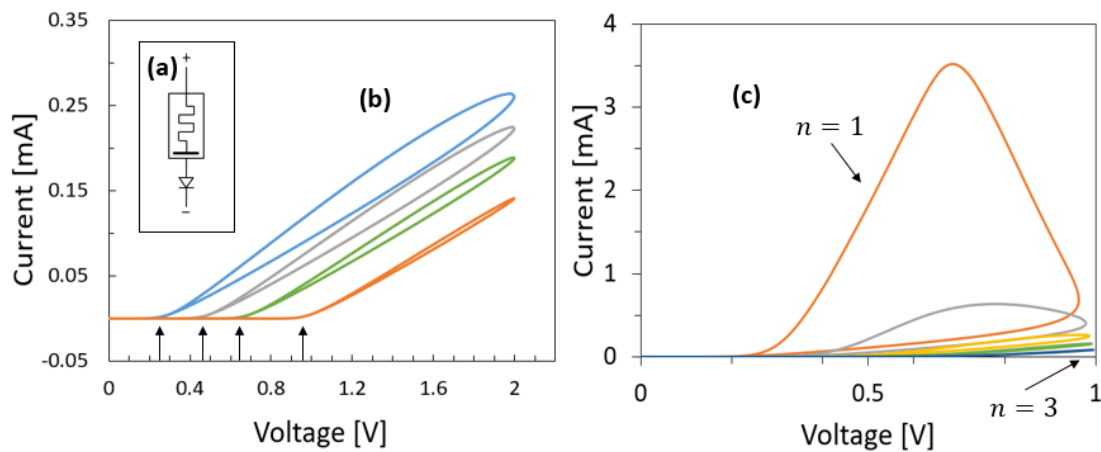 0.35
0.25
0.15
0.05
-0.05
Current [mA]
0
0.4
0.8
1.2
1.6
2
Voltage [V]
(a)
+
−
(b)
4
3
2
1
0
Current [mA]
0
0.5
1
Voltage [V]
(c)
n = 1
n = 3